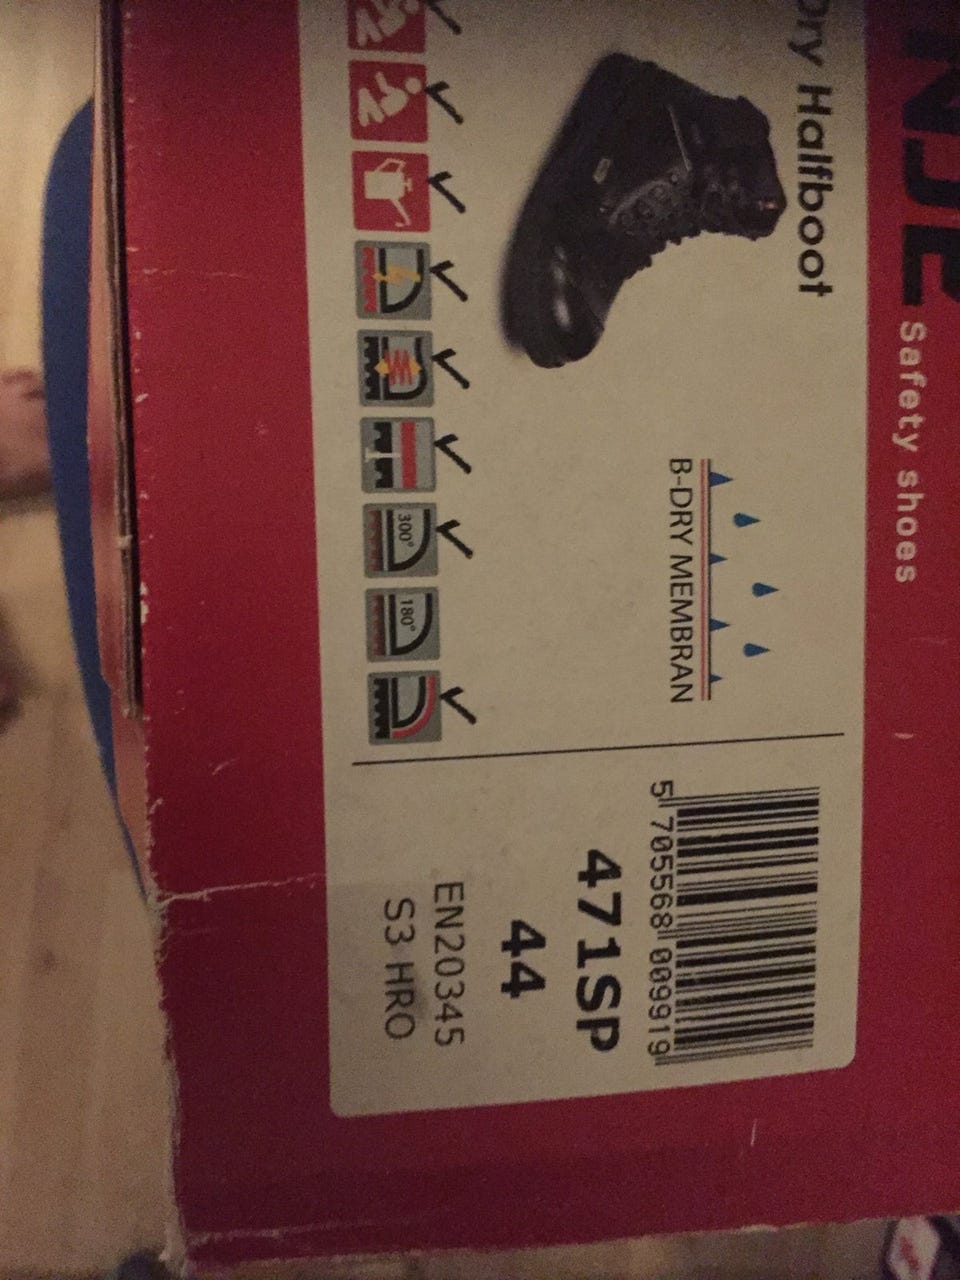 Safety shoes
Halfboot
B-DRY MEMBRAN
300°
180°
5 705568 009919
471SP
44
EN20345
S3 HRO